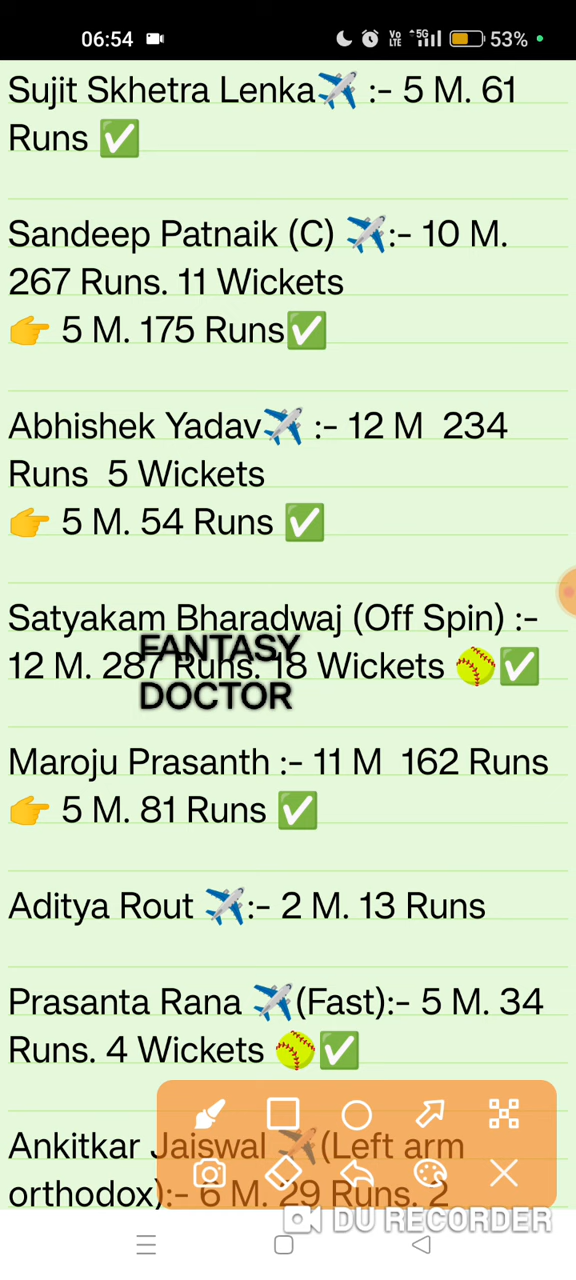 06:54 Vo LTE 5G 53%
Sujit Skhetra Lenka✈️ :- 5 M. 61
Runs ✅
Sandeep Patnaik (C) ✈️:- 10 M.
267 Runs. 11 Wickets
👉 5 M. 175 Runs✅
Abhishek Yadav✈️ :- 12 M 234
Runs 5 Wickets
👉 5 M. 54 Runs ✅
Satyakam Bharadwaj (Off Spin) :-
12 M. 287 Runs. 18 Wickets 🥎✅
FANTASY
DOCTOR
Maroju Prasanth :- 11 M 162 Runs
👉 5 M. 81 Runs ✅
Aditya Rout ✈️:- 2 M. 13 Runs
Prasanta Rana ✈️(Fast):- 5 M. 34
Runs. 4 Wickets 🥎✅
Ankitkar Jaiswal ✈️(Left arm
orthodox):- 6 M. 29 Runs. 2
DU RECORDER